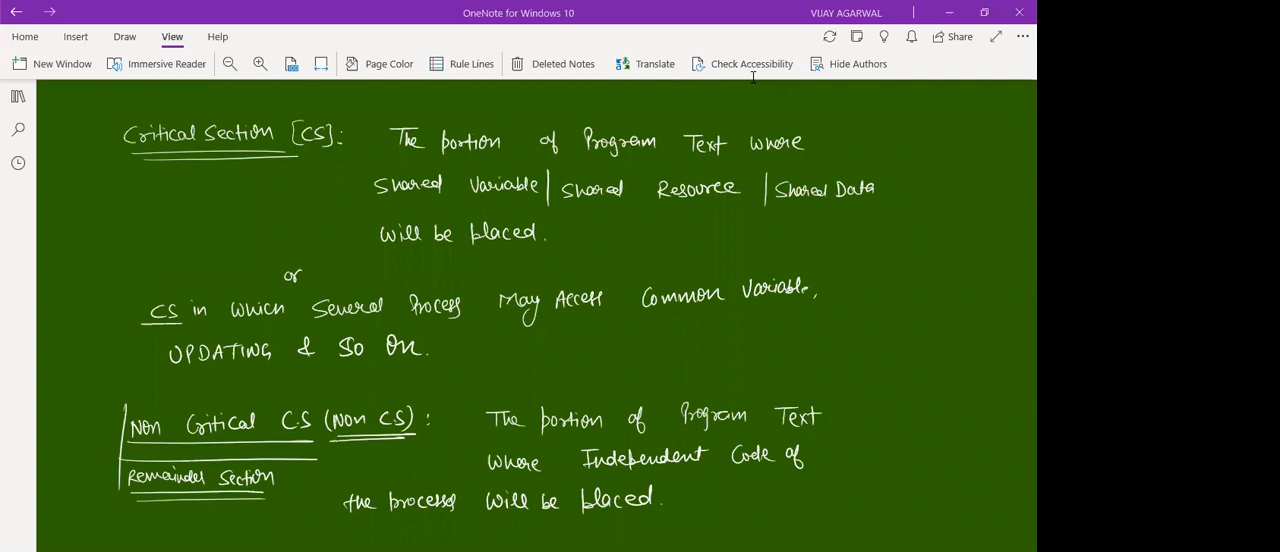 OneNote for Windows 10
VIJAY AGARWAL
Home Insert Draw View Help
Share
New Window Immersive Reader Page Color Rule Lines Deleted Notes Translate Check Accessibility Hide Authors
Critical Section [CS]: The portion of Program Text where
Shared Variable | Shared Resource | Shared Data
will be placed.
or
CS in which Several Process May Access Common Variable,
UPDATING & So On.
Non Critical C.S (Non CS): The portion of Program Text
Remainder Section where Independent Code of
the process will be placed.